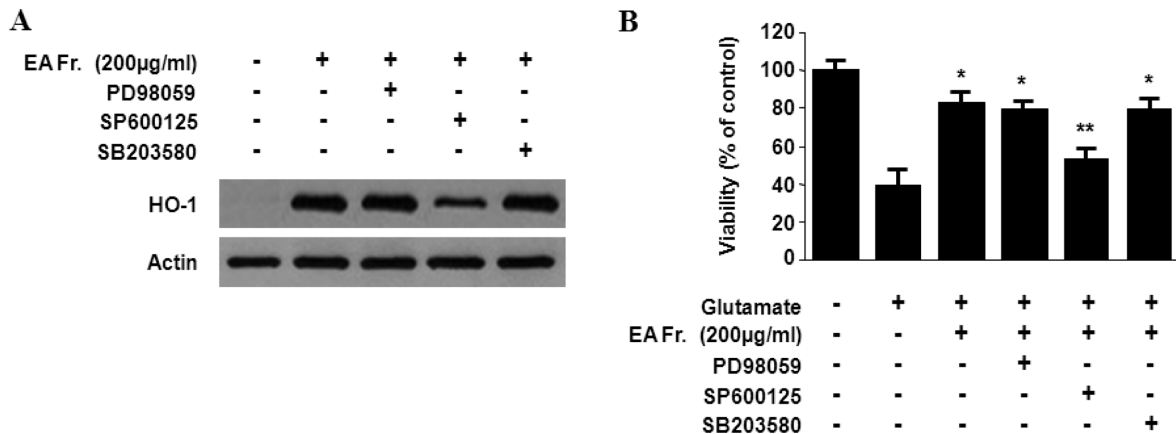 A
EA Fr. (200µg/ml) - + + + +
PD98059 - - + - -
SP600125 - - - + -
SB203580 - - - - +
HO-1
Actin
B
Viability (% of control)
120
100
80
60
40
20
0
* * ** *
Glutamate - + + + + +
EA Fr. (200µg/ml) - - + + + +
PD98059 - - - + - -
SP600125 - - - - + -
SB203580 - - - - - +